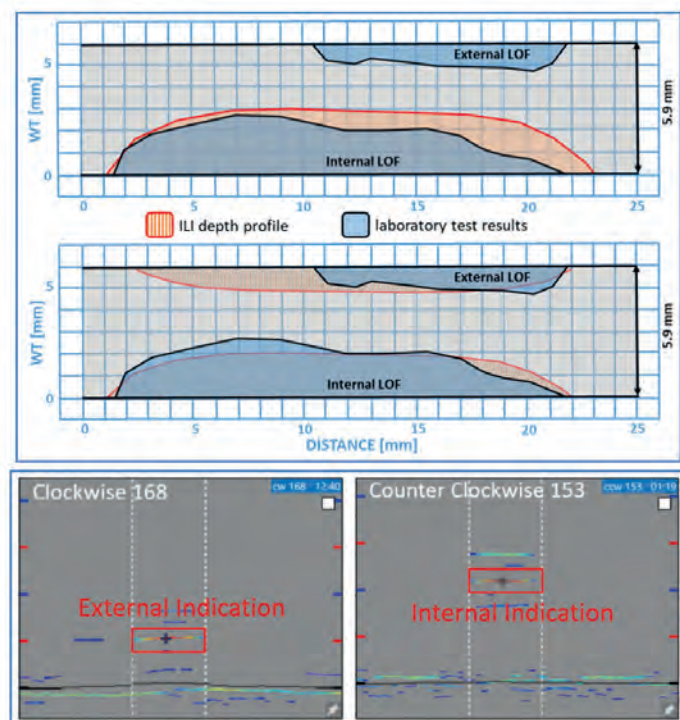 5
WT [mm]
0
External LOF
Internal LOF
5.9 mm
0 5 10 15 20 25
ILI depth profile laboratory test results
5
WT [mm]
0
External LOF
Internal LOF
5.9 mm
0 5 10 15 20 25
DISTANCE [mm]
Clockwise 168
cw 168 12:40
External Indication
Counter Clockwise 153
ccw 153 01:19
Internal Indication